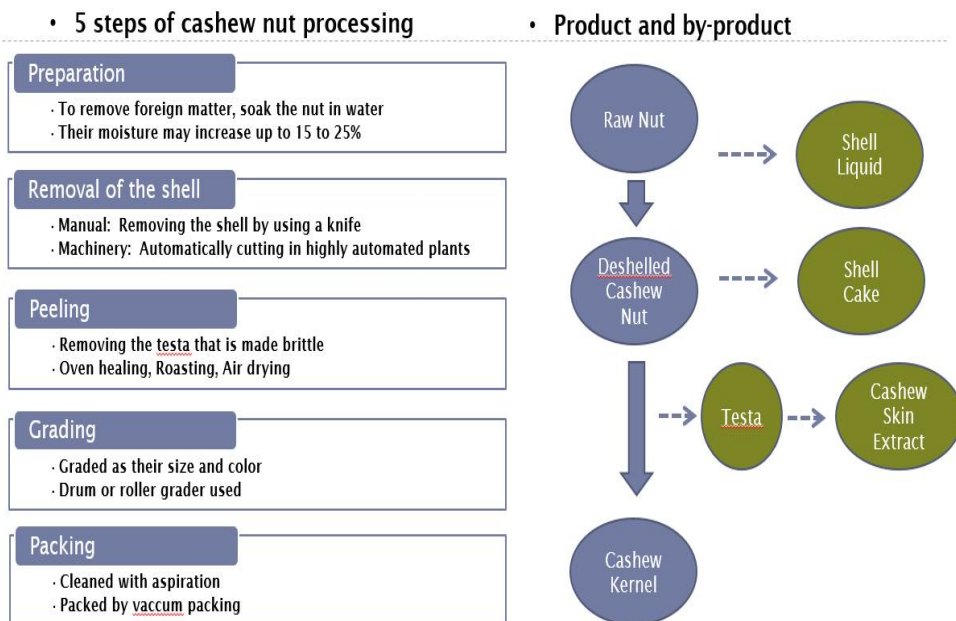 • 5 steps of cashew nut processing
Preparation
· To remove foreign matter, soak the nut in water
· Their moisture may increase up to 15 to 25%
Removal of the shell
· Manual: Removing the shell by using a knife
· Machinery: Automatically cutting in highly automated plants
Peeling
· Removing the testa that is made brittle
· Oven healing, Roasting, Air drying
Grading
· Graded as their size and color
· Drum or roller grader used
Packing
· Cleaned with aspiration
· Packed by vaccum packing
• Product and by-product
Raw Nut
Shell
Liquid
Deshelled
Cashew
Nut
Shell
Cake
Testa
Cashew
Skin
Extract
Cashew
Kernel